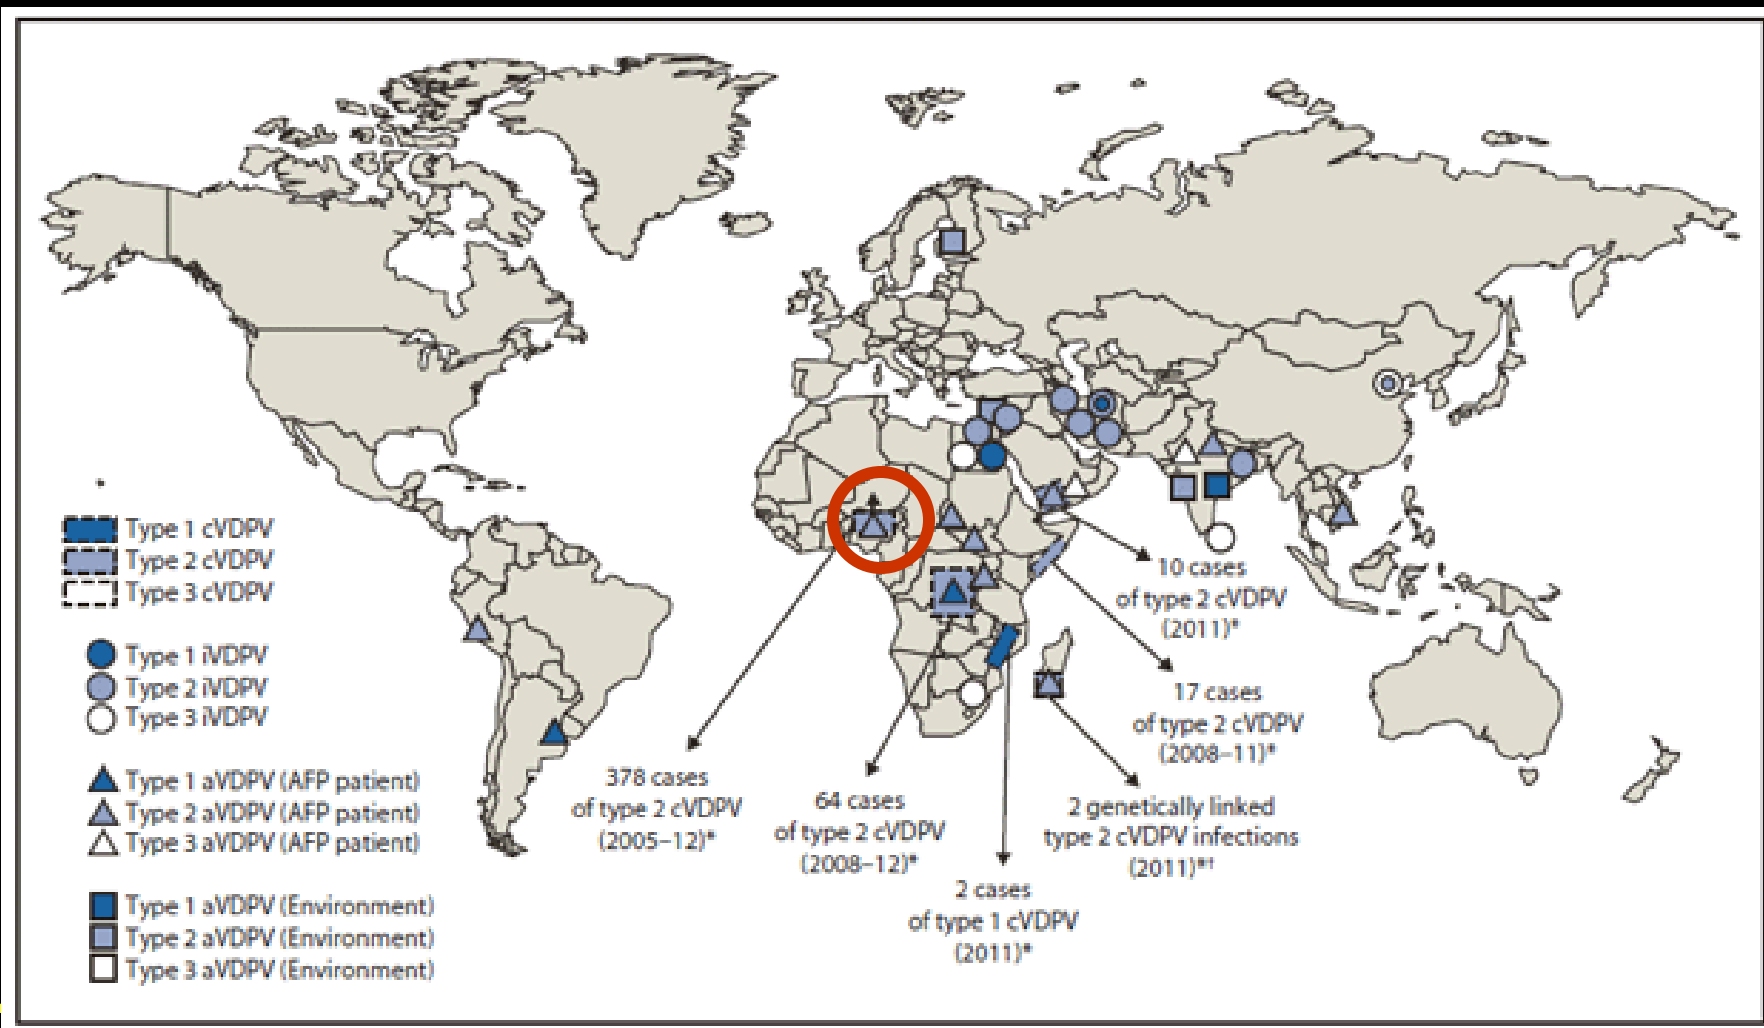 Type 1 cVDPV
Type 2 cVDPV
Type 3 cVDPV
Type 1 iVDPV
Type 2 iVDPV
Type 3 iVDPV
Type 1 aVDPV (AFP patient)
Type 2 aVDPV (AFP patient)
Type 3 aVDPV (AFP patient)
Type 1 aVDPV (Environment)
Type 2 aVDPV (Environment)
Type 3 aVDPV (Environment)
378 cases
of type 2 cVDPV
(2005–12)*
64 cases
of type 2 cVDPV
(2008–12)*
2 cases
of type 1 cVDPV
(2011)*
2 genetically linked
type 2 cVDPV infections
(2011)*†
17 cases
of type 2 cVDPV
(2008–11)*
10 cases
of type 2 cVDPV
(2011)*